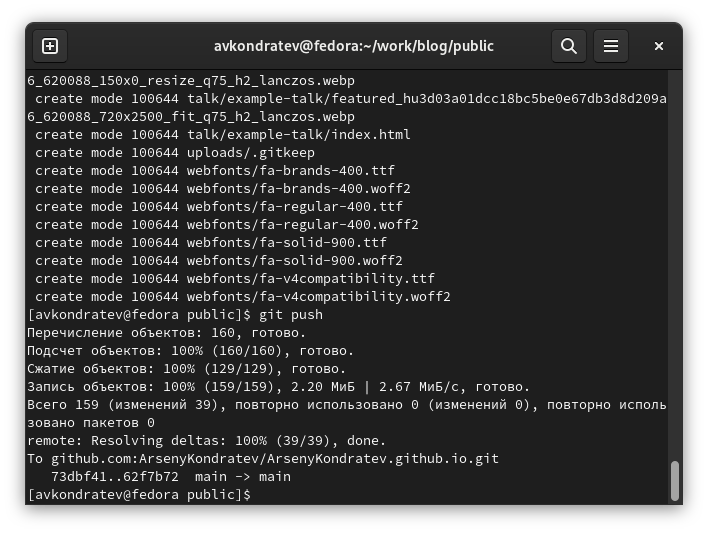 avkondratev@fedora:~/work/blog/public
6_620088_150x0_resize_q75_h2_lanczos.webp
 create mode 100644 talk/example-talk/featured_hu3d03a01dcc18bc5be0e67db3d8d209a
6_620088_720x2500_fit_q75_h2_lanczos.webp
 create mode 100644 talk/example-talk/index.html
 create mode 100644 uploads/.gitkeep
 create mode 100644 webfonts/fa-brands-400.ttf
 create mode 100644 webfonts/fa-brands-400.woff2
 create mode 100644 webfonts/fa-regular-400.ttf
 create mode 100644 webfonts/fa-regular-400.woff2
 create mode 100644 webfonts/fa-solid-900.ttf
 create mode 100644 webfonts/fa-solid-900.woff2
 create mode 100644 webfonts/fa-v4compatibility.ttf
 create mode 100644 webfonts/fa-v4compatibility.woff2
[avkondratev@fedora public]$ git push
Перечисление объектов: 160, готово.
Подсчет объектов: 100% (160/160), готово.
Сжатие объектов: 100% (129/129), готово.
Запись объектов: 100% (159/159), 2.20 МиБ | 2.67 МиБ/с, готово.
Всего 159 (изменений 39), повторно использовано 0 (изменений 0), повторно исполь
зовано пакетов 0
remote: Resolving deltas: 100% (39/39), done.
To github.com:ArsenyKondratev/ArsenyKondratev.github.io.git
   73dbf41..62f7b72  main -> main
[avkondratev@fedora public]$